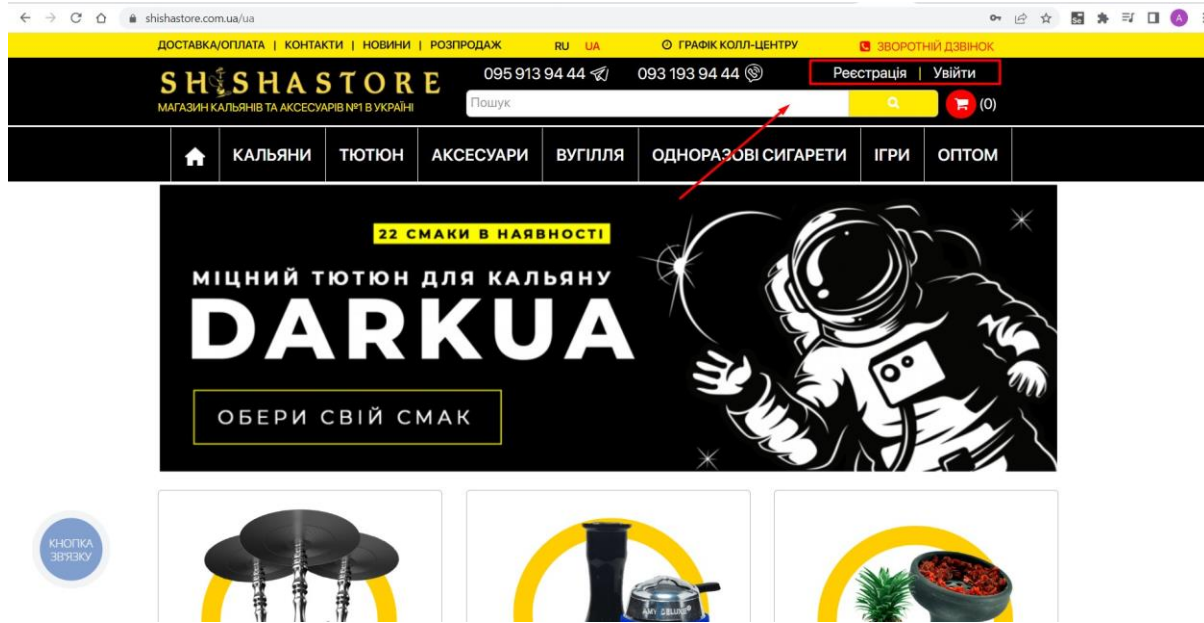 shishastore.com.ua/ua
ДОСТАВКА/ОПЛАТА | КОНТАКТИ | НОВИНИ | РОЗПРОДАЖ RU UA ГРАФІК КОЛЛ-ЦЕНТРУ ЗВОРОТНІЙ ДЗВІНОК
SHISHASTORE
МАГАЗИН КАЛЬЯНІВ ТА АКСЕСУАРІВ №1 В УКРАЇНІ
095 913 94 44 093 193 94 44 Реєстрація | Увійти
Пошук (0)
КАЛЬЯНИ ТЮТЮН АКСЕСУАРИ ВУГІЛЛЯ ОДНОРАЗОВІ СИГАРЕТИ ІГРИ ОПТОМ
22 СМАКИ В НАЯВНОСТІ
МІЦНИЙ ТЮТЮН ДЛЯ КАЛЬЯНУ
DARKUA
ОБЕРИ СВІЙ СМАК
КНОПКА
ЗВ'ЯЗКУ
AMY DELUXE
Se
A